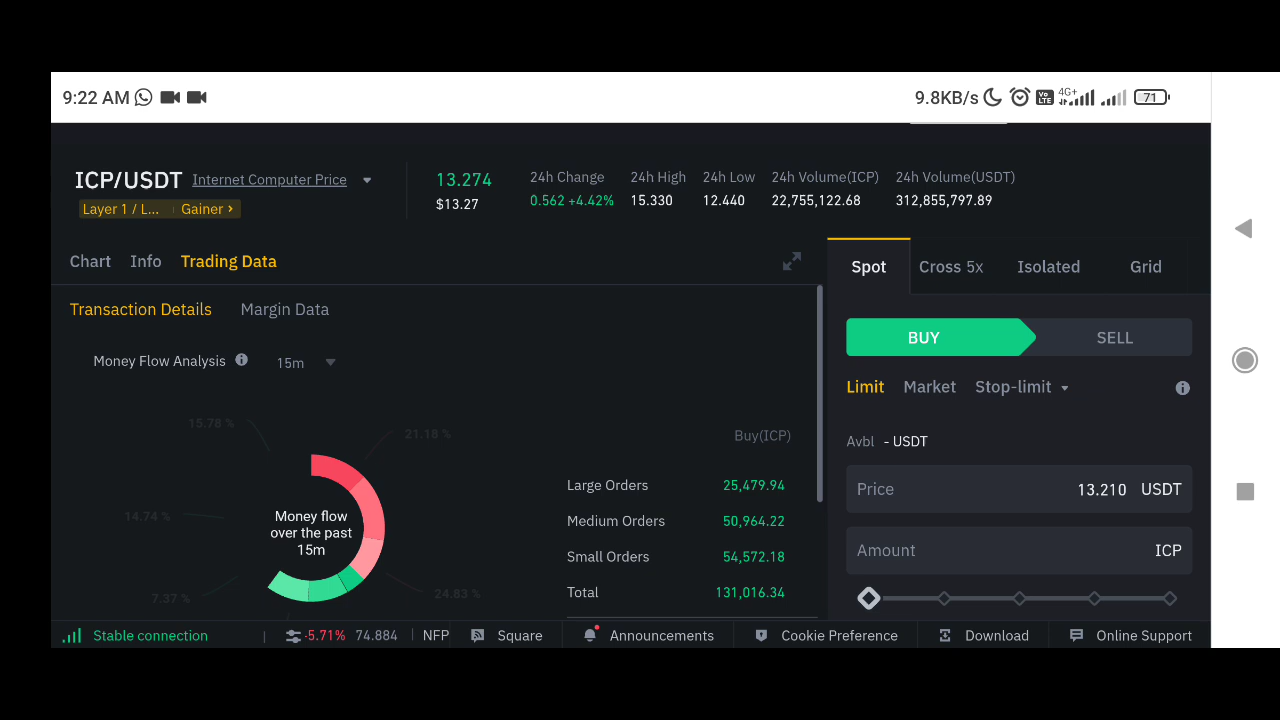 9:22 AM
9.8KB/s Vo LTE 4G+ 71
ICP/USDT Internet Computer Price
Layer 1 / L... Gainer
13.274
$13.27
24h Change
0.562 +4.42%
24h High
15.330
24h Low
12.440
24h Volume(ICP)
22,755,122.68
24h Volume(USDT)
312,855,797.89
Chart Info Trading Data
Transaction Details Margin Data
Money Flow Analysis 15m
15.78 %
21.18 %
14.74 %
7.37 %
24.83 %
Money flow
over the past
15m
Buy(ICP)
Large Orders 25,479.94
Medium Orders 50,964.22
Small Orders 54,572.18
Total 131,016.34
Spot Cross 5x Isolated Grid
BUY SELL
Limit Market Stop-limit
Avbl - USDT
Price 13.210 USDT
Amount ICP
Stable connection -5.71% 74.884 NFP Square Announcements Cookie Preference Download Online Support